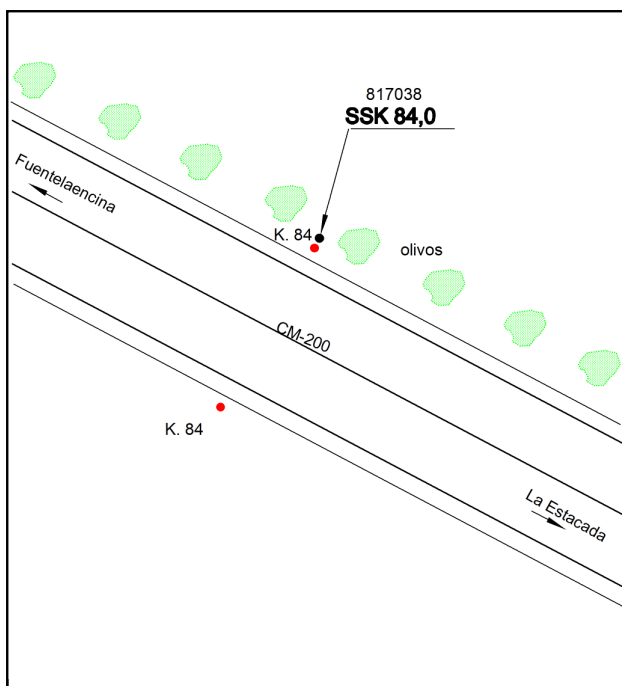 817038
SSK 84,0
Fuentelaencina
K. 84
olivos
CM-200
K. 84
La Estacada